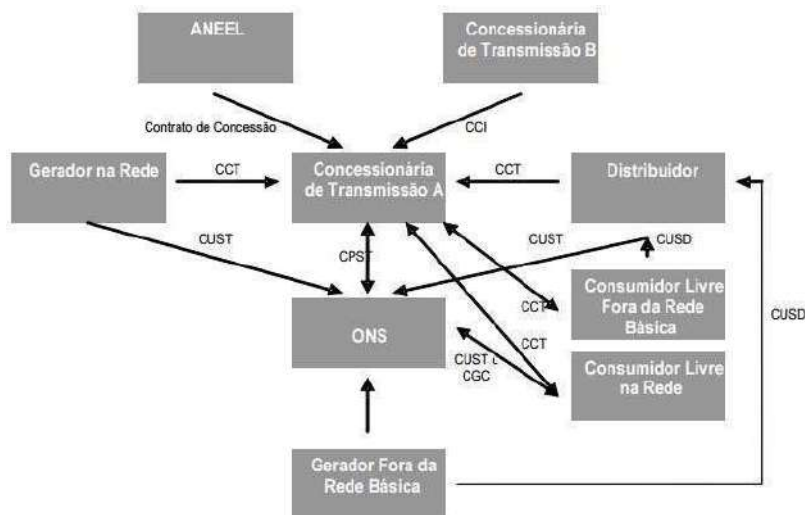 ANEEL
Concessionária
de Transmissão B
Contrato de Concessão
CCI
Gerador na Rede
CCT
Concessionária
de Transmissão A
CCT
Distribuidor
CUST
CPST
CUST
CUSD
ONS
CCT
Consumidor Livre
Fora da Rede
Básica
CUSD
CCT
CUST
CGC
Consumidor Livre
na Rede
Gerador Fora da
Rede Básica